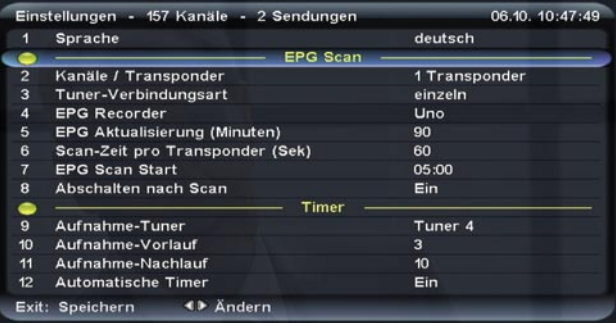 Einstellungen - 157 Kanäle - 2 Sendungen 06.10. 10:47:49
1 Sprache deutsch
EPG Scan
2 Kanäle / Transponder 1 Transponder
3 Tuner-Verbindungsart einzeln
4 EPG Recorder Uno
5 EPG Aktualisierung (Minuten) 90
6 Scan-Zeit pro Transponder (Sek) 60
7 EPG Scan Start 05:00
8 Abschalten nach Scan Ein
Timer
9 Aufnahme-Tuner Tuner 4
10 Aufnahme-Vorlauf 3
11 Aufnahme-Nachlauf 10
12 Automatische Timer Ein
Exit: Speichern Ändern